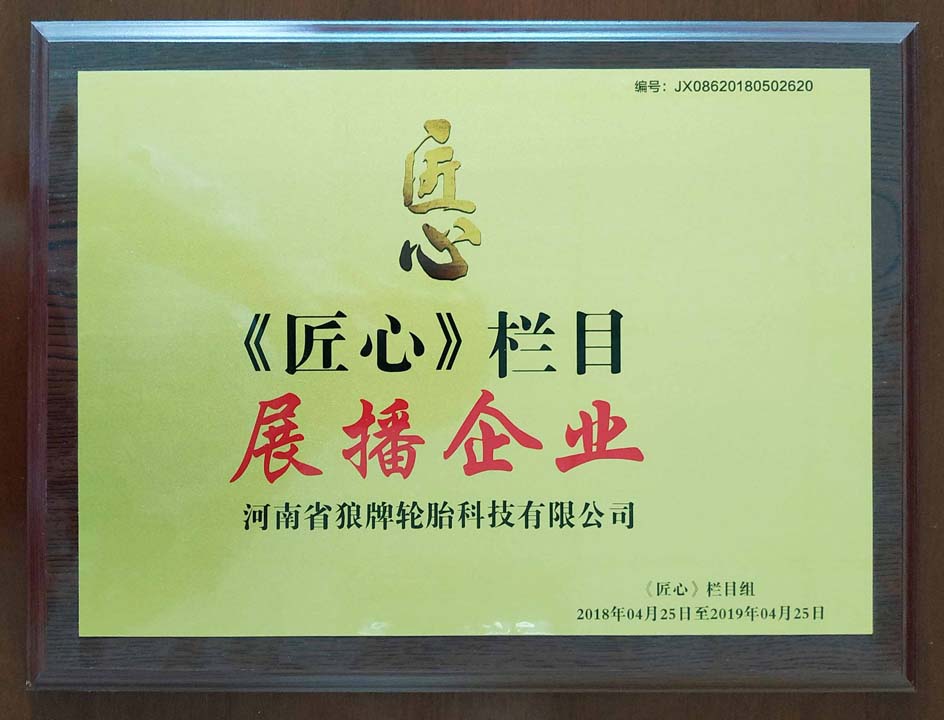 编号：JX08620180502620
匠
心
《匠心》栏目
展播企业
河南省狼牌轮胎科技有限公司
《匠心》栏目组
2018年04月25日至2019年04月25日